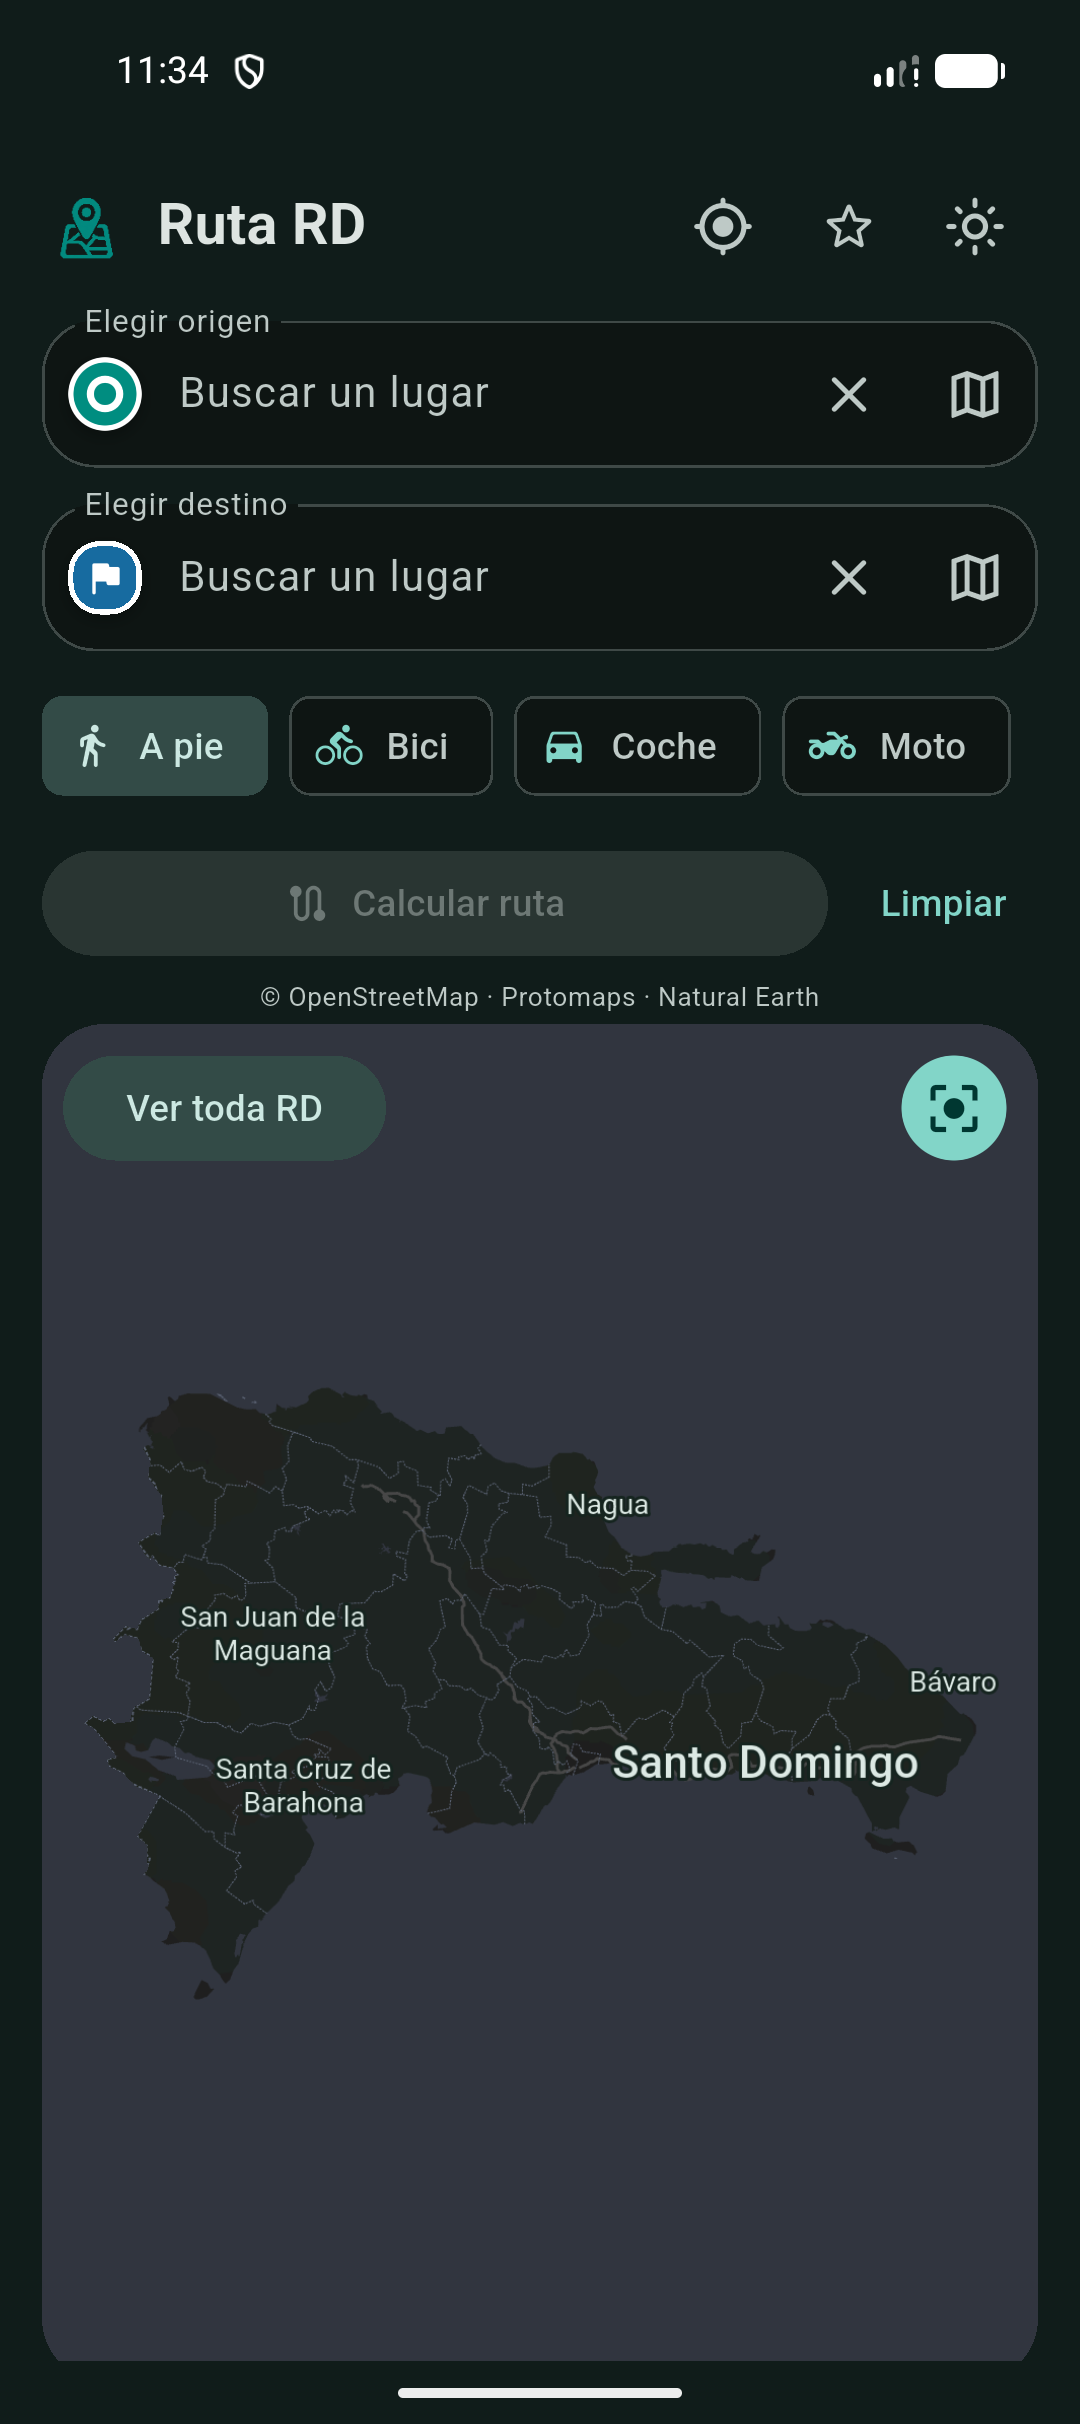 11:34
Ruta RD
Elegir origen
Buscar un lugar
Elegir destino
Buscar un lugar
A pie
Bici
Coche
Moto
Calcular ruta
Limpiar
© OpenStreetMap · Protomaps · Natural Earth
Ver toda RD
Nagua
San Juan de la
Maguana
Bávaro
Santo Domingo
Santa Cruz de
Barahona